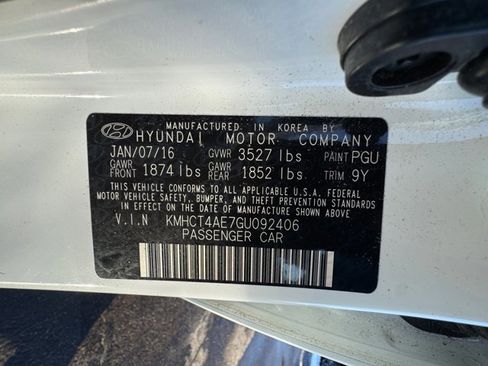 MANUFACTURED IN KOREA BY
HYUNDAI MOTOR COMPANY
JAN/07/16 GVWR 3527 lbs PAINT PGU
GAWR FRONT 1874 lbs GAWR REAR 1852 lbs TRIM 9Y
THIS VEHICLE CONFORMS TO ALL APPLICABLE U.S.A. FEDERAL
MOTOR VEHICLE SAFETY, BUMPER, AND THEFT PREVENTION STANDARDS
IN EFFECT ON THE DATE OF MANUFACTURE SHOWN ABOVE.
V.I.N KMHCT4AE7GU092406
PASSENGER CAR